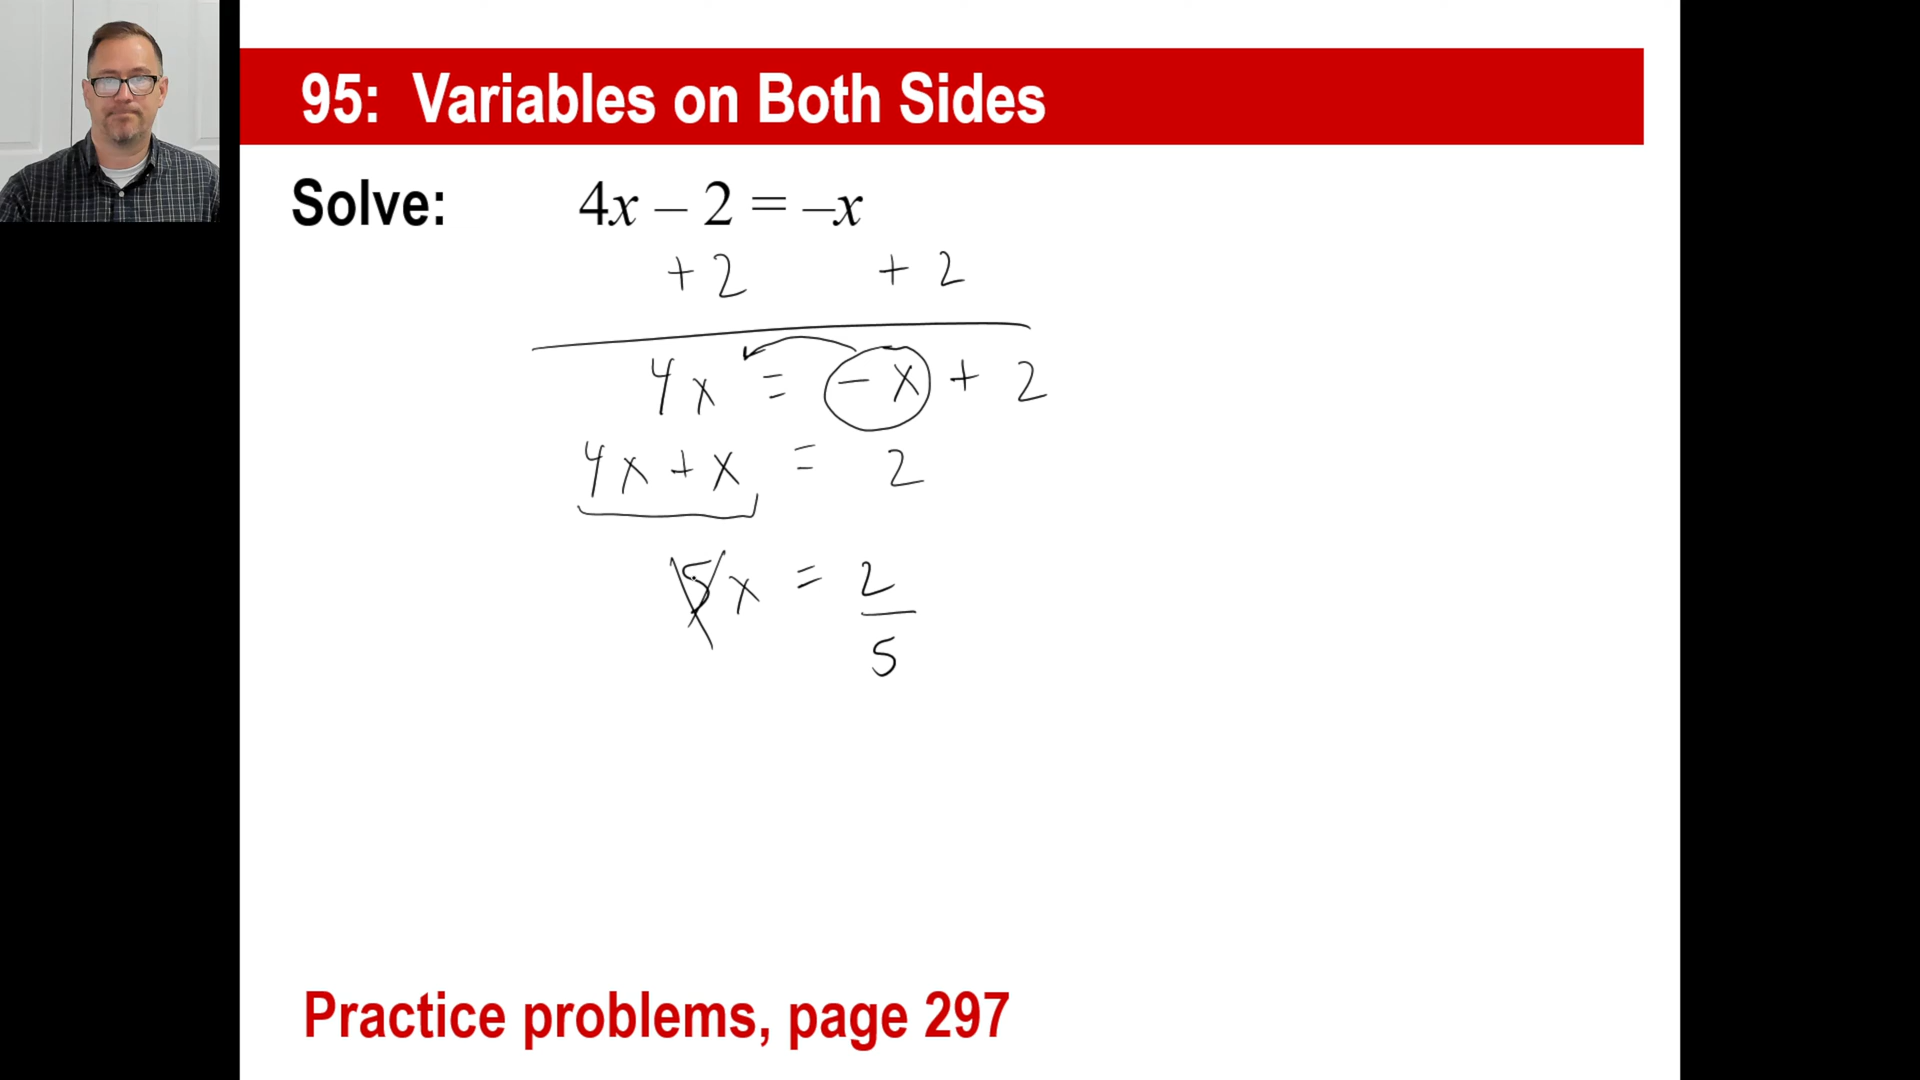 95: Variables on Both Sides
Solve: 4x – 2 = –x
+ 2 + 2
4x = - x + 2
4x + x = 2
5x = 2
5
Practice problems, page 297